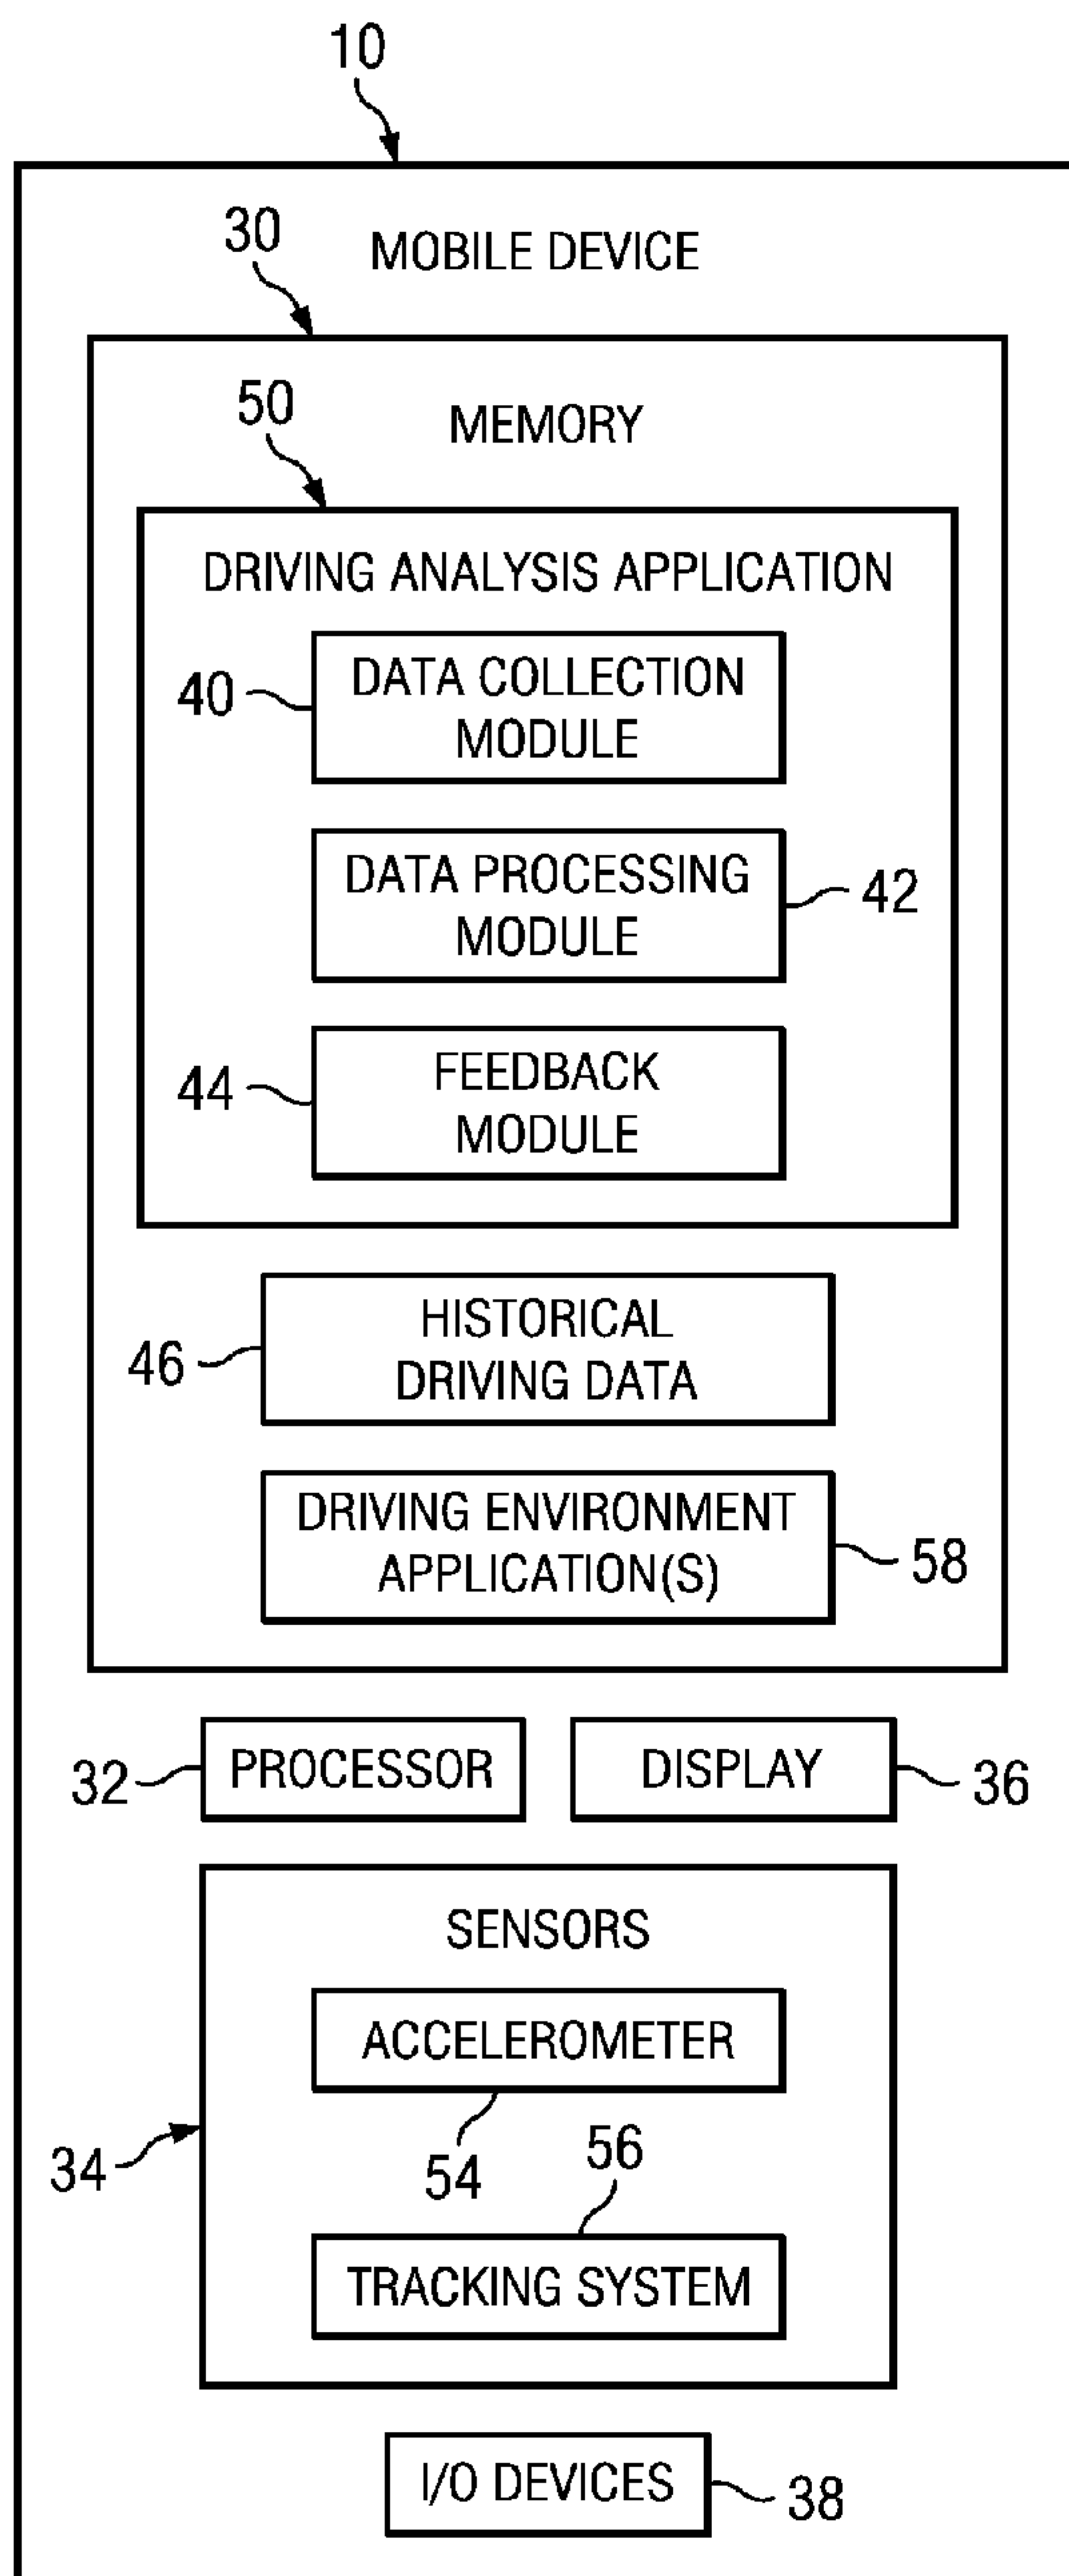 10
MOBILE DEVICE
30
MEMORY
50
DRIVING ANALYSIS APPLICATION
40
DATA COLLECTION
MODULE
DATA PROCESSING
MODULE
42
44
FEEDBACK
MODULE
46
HISTORICAL
DRIVING DATA
DRIVING ENVIRONMENT
APPLICATION(S)
58
32
PROCESSOR
DISPLAY
36
SENSORS
ACCELEROMETER
34
54
56
TRACKING SYSTEM
I/O DEVICES
38